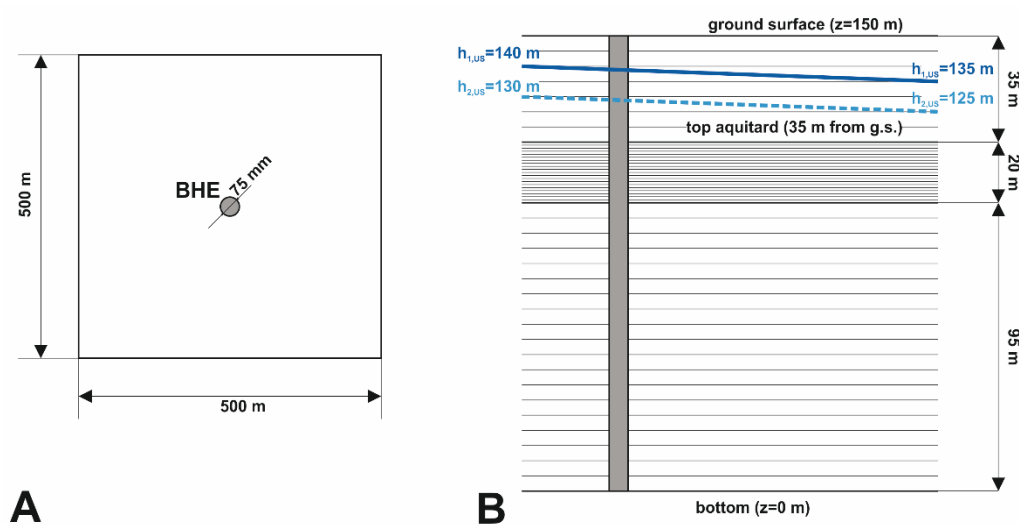 500 m
BHE
75 mm
500 m
A
ground surface (z=150 m)
h1,US=140 m
h1,US=135 m
h2,US=130 m
h2,US=125 m
top aquitard (35 m from g.s.)
35 m
20 m
95 m
bottom (z=0 m)
B